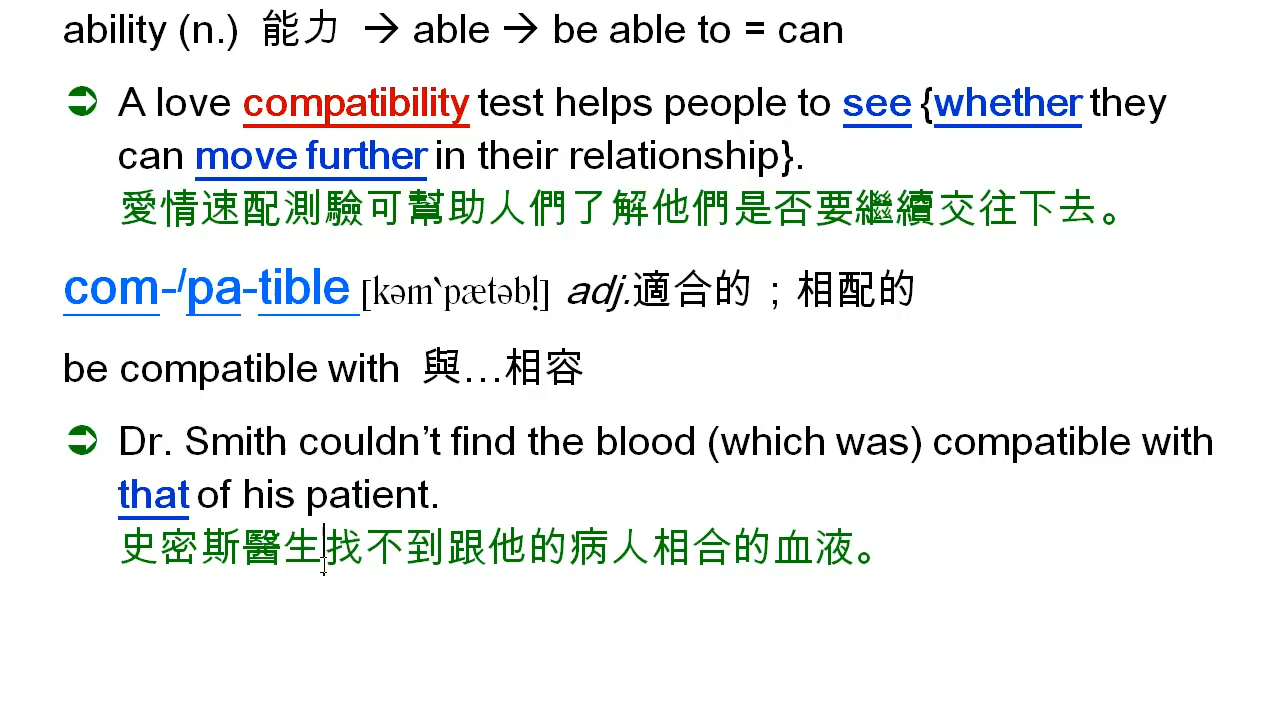 ability (n.) 能力 → able → be able to = can
➲ A love compatibility test helps people to see {whether they
can move further in their relationship}.
愛情速配測驗可幫助人們了解他們是否要繼續交往下去。
com-/pa-tible [kəmˋpætəbḷ] adj.適合的；相配的
be compatible with 與…相容
➲ Dr. Smith couldn’t find the blood (which was) compatible with
that of his patient.
史密斯醫生找不到跟他的病人相合的血液。